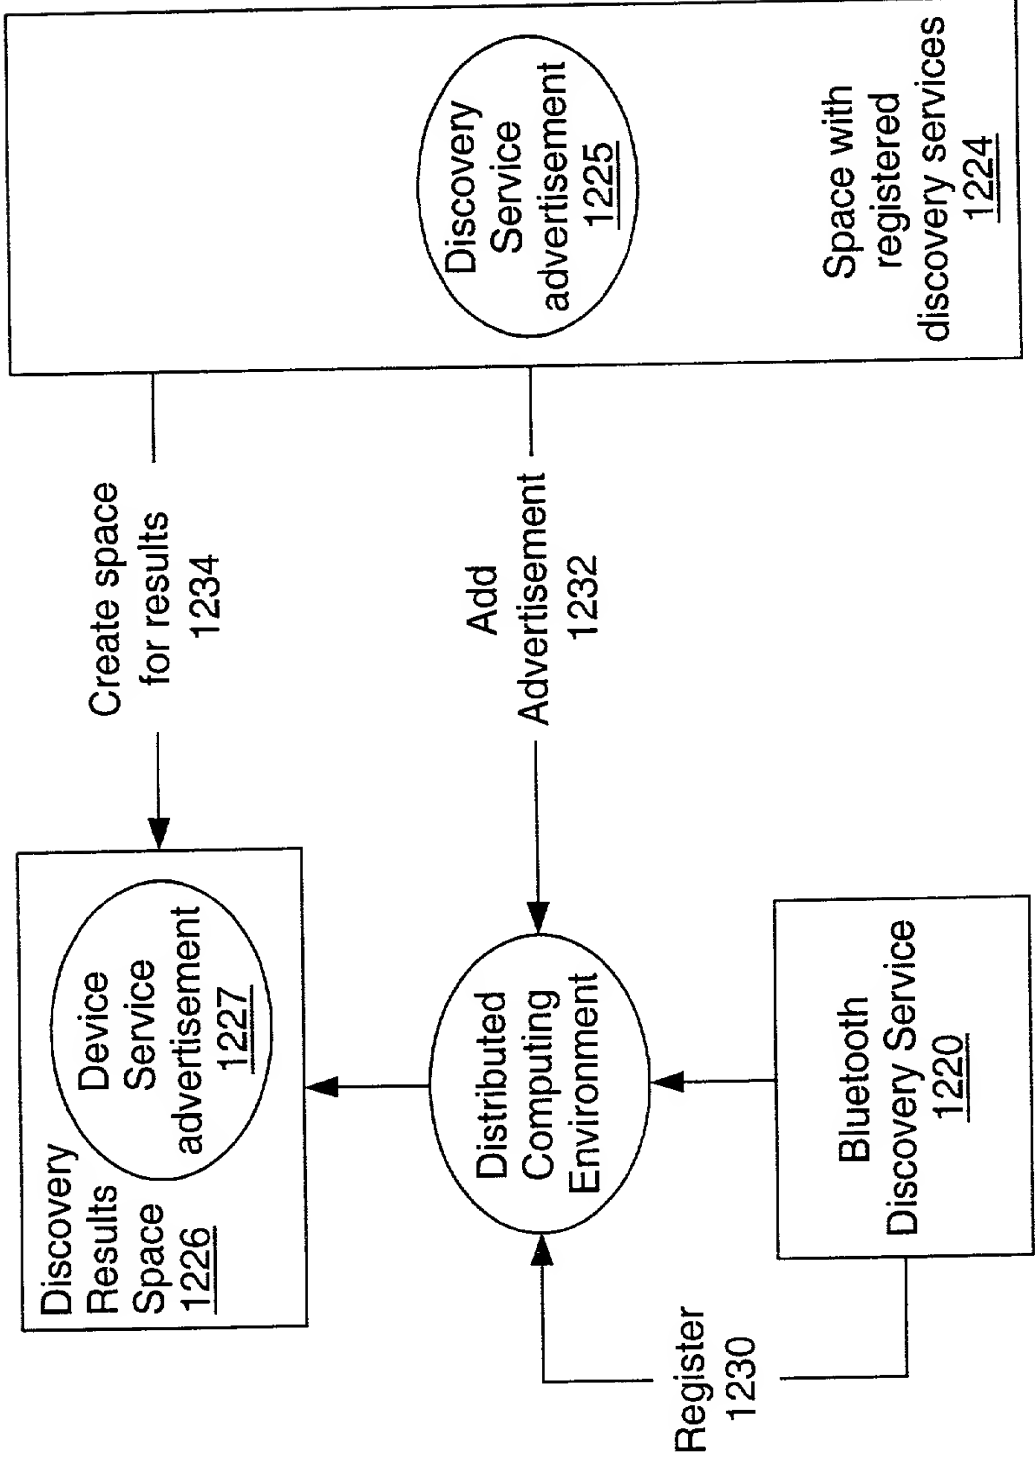 Discovery
Results
Space
1226
Device
Service
advertisement
1227
Create space
for results
1234
Discovery
Service
advertisement
1225
Space with
registered
discovery services
1224
Add
Advertisement
1232
Distributed
Computing
Environment
Register
1230
Bluetooth
Discovery Service
1220